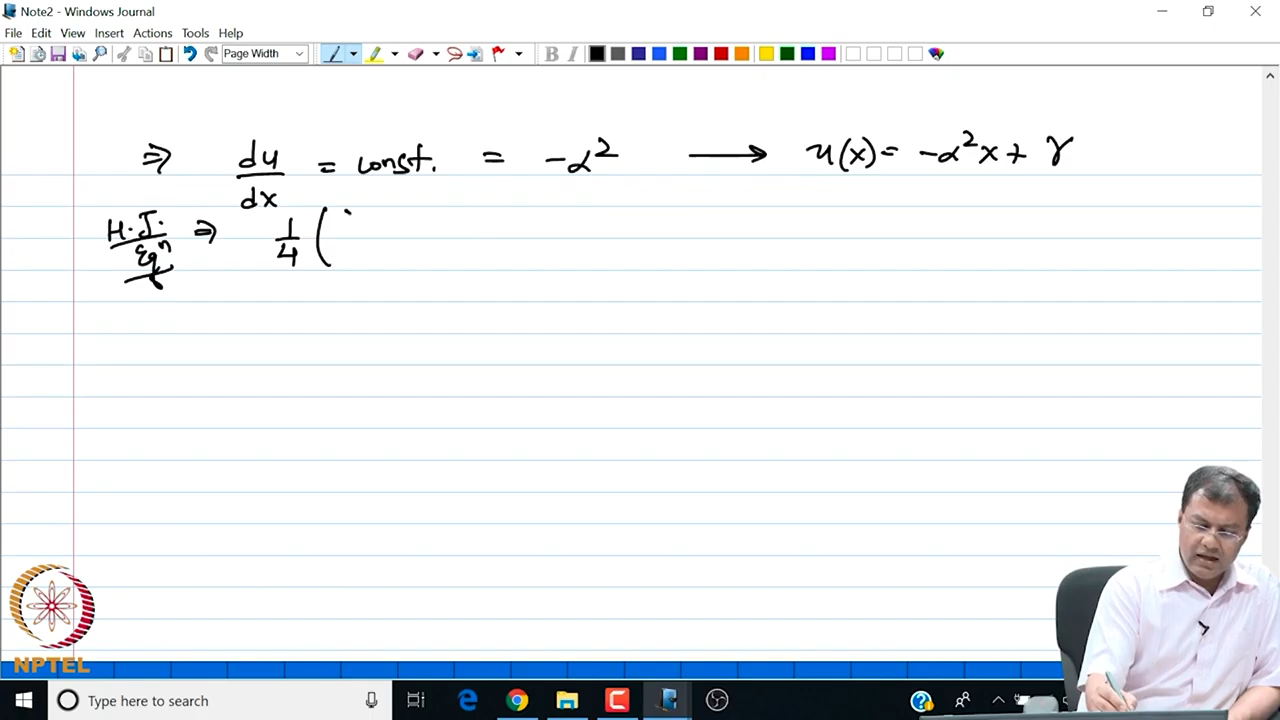 Note2 - Windows Journal
File Edit View Insert Actions Tools Help
Page Width B I
⇒ du/dx = const. = -α² ⟶ u(x) = -α²x + γ
H.J. Eqⁿ ⇒ 1/4 (
NPTEL
Type here to search